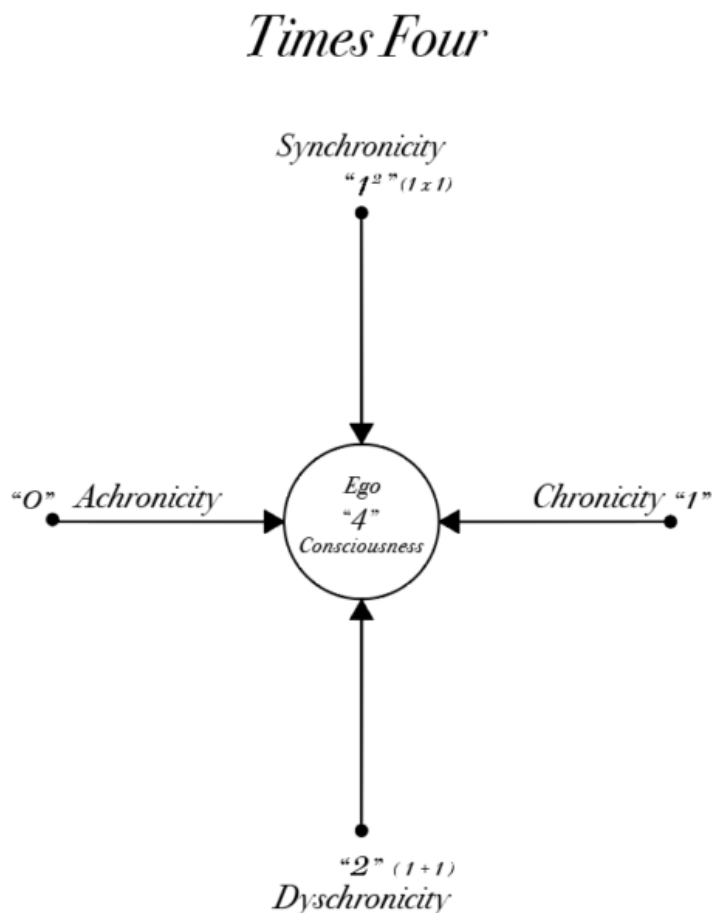 Times Four
Synchronicity
“1²” (1 x 1)
“0” Achronicity
Ego
“4”
Consciousness
Chronicity “1”
“2” (1 + 1)
Dyschronicity